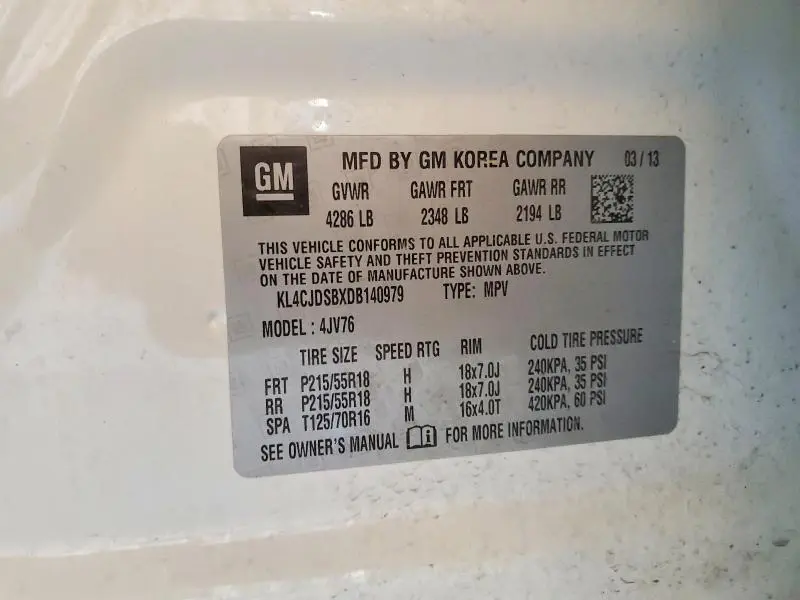 GM
MFD BY GM KOREA COMPANY 03 / 13
GVWR GAWR FRT GAWR RR
4286 LB 2348 LB 2194 LB
THIS VEHICLE CONFORMS TO ALL APPLICABLE U.S. FEDERAL MOTOR
VEHICLE SAFETY AND THEFT PREVENTION STANDARDS IN EFFECT
ON THE DATE OF MANUFACTURE SHOWN ABOVE.
KL4CJDSBXDB140979 TYPE: MPV
MODEL : 4JV76
TIRE SIZE SPEED RTG RIM COLD TIRE PRESSURE
FRT P215/55R18 H 18x7.0J 240KPA, 35 PSI
RR P215/55R18 H 18x7.0J 240KPA, 35 PSI
SPA T125/70R16 M 16x4.0T 420KPA, 60 PSI
SEE OWNER'S MANUAL FOR MORE INFORMATION.